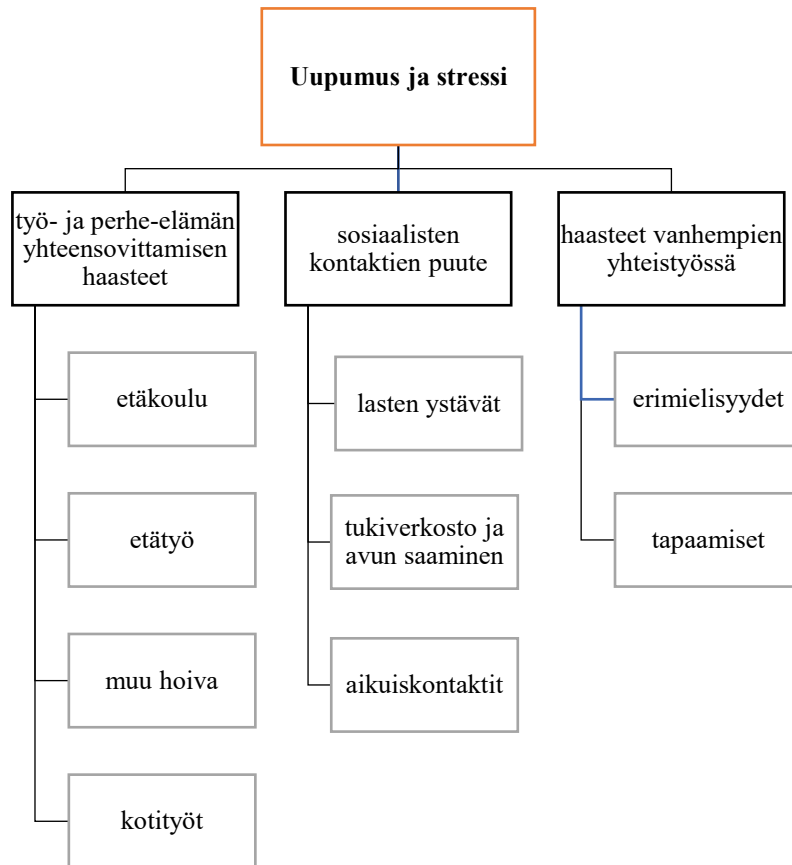 Uupumus ja stressi
työ- ja perhe-elämän
yhteensovittamisen
haasteet
etäkoulu
etätyö
muu hoiva
kotityöt
sosiaalisten
kontaktien puute
lasten ystävät
tukiverkosto ja
avun saaminen
aikuiskontaktit
haasteet vanhempien
yhteistyössä
erimielisyydet
tapaamiset